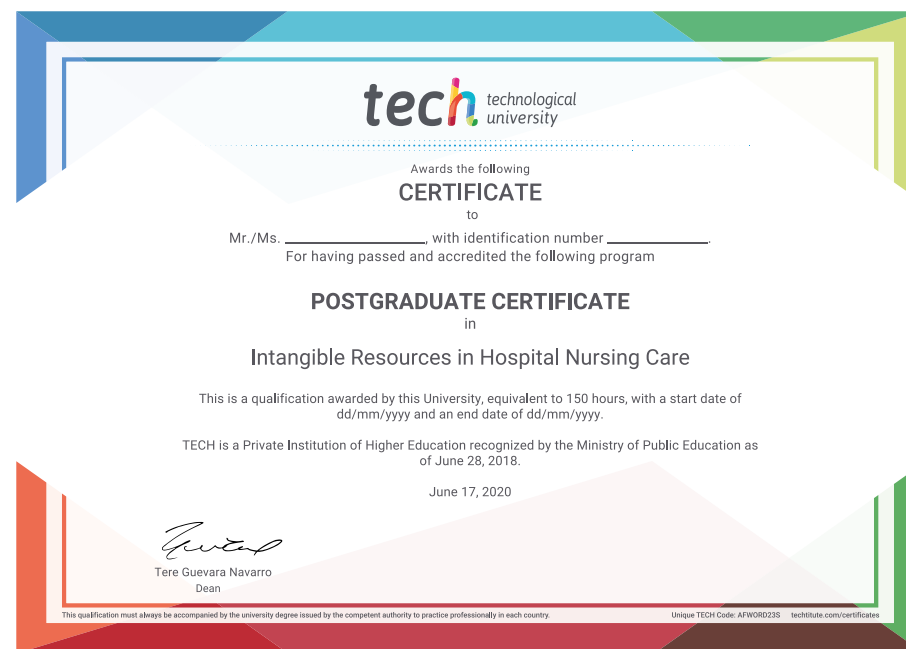 tech technological
university
Awards the following
CERTIFICATE
to
Mr./Ms. ____________________, with identification number ______________.
For having passed and accredited the following program
POSTGRADUATE CERTIFICATE
in
Intangible Resources in Hospital Nursing Care
This is a qualification awarded by this University, equivalent to 150 hours, with a start date of
dd/mm/yyyy and an end date of dd/mm/yyyy.
TECH is a Private Institution of Higher Education recognized by the Ministry of Public Education as
of June 28, 2018.
June 17, 2020
Tere Guevara Navarro
Dean
This qualification must always be accompanied by the university degree issued by the competent authority to practice professionally in each country. Unique TECH Code: AFWORD23S techtitute.com/certificates